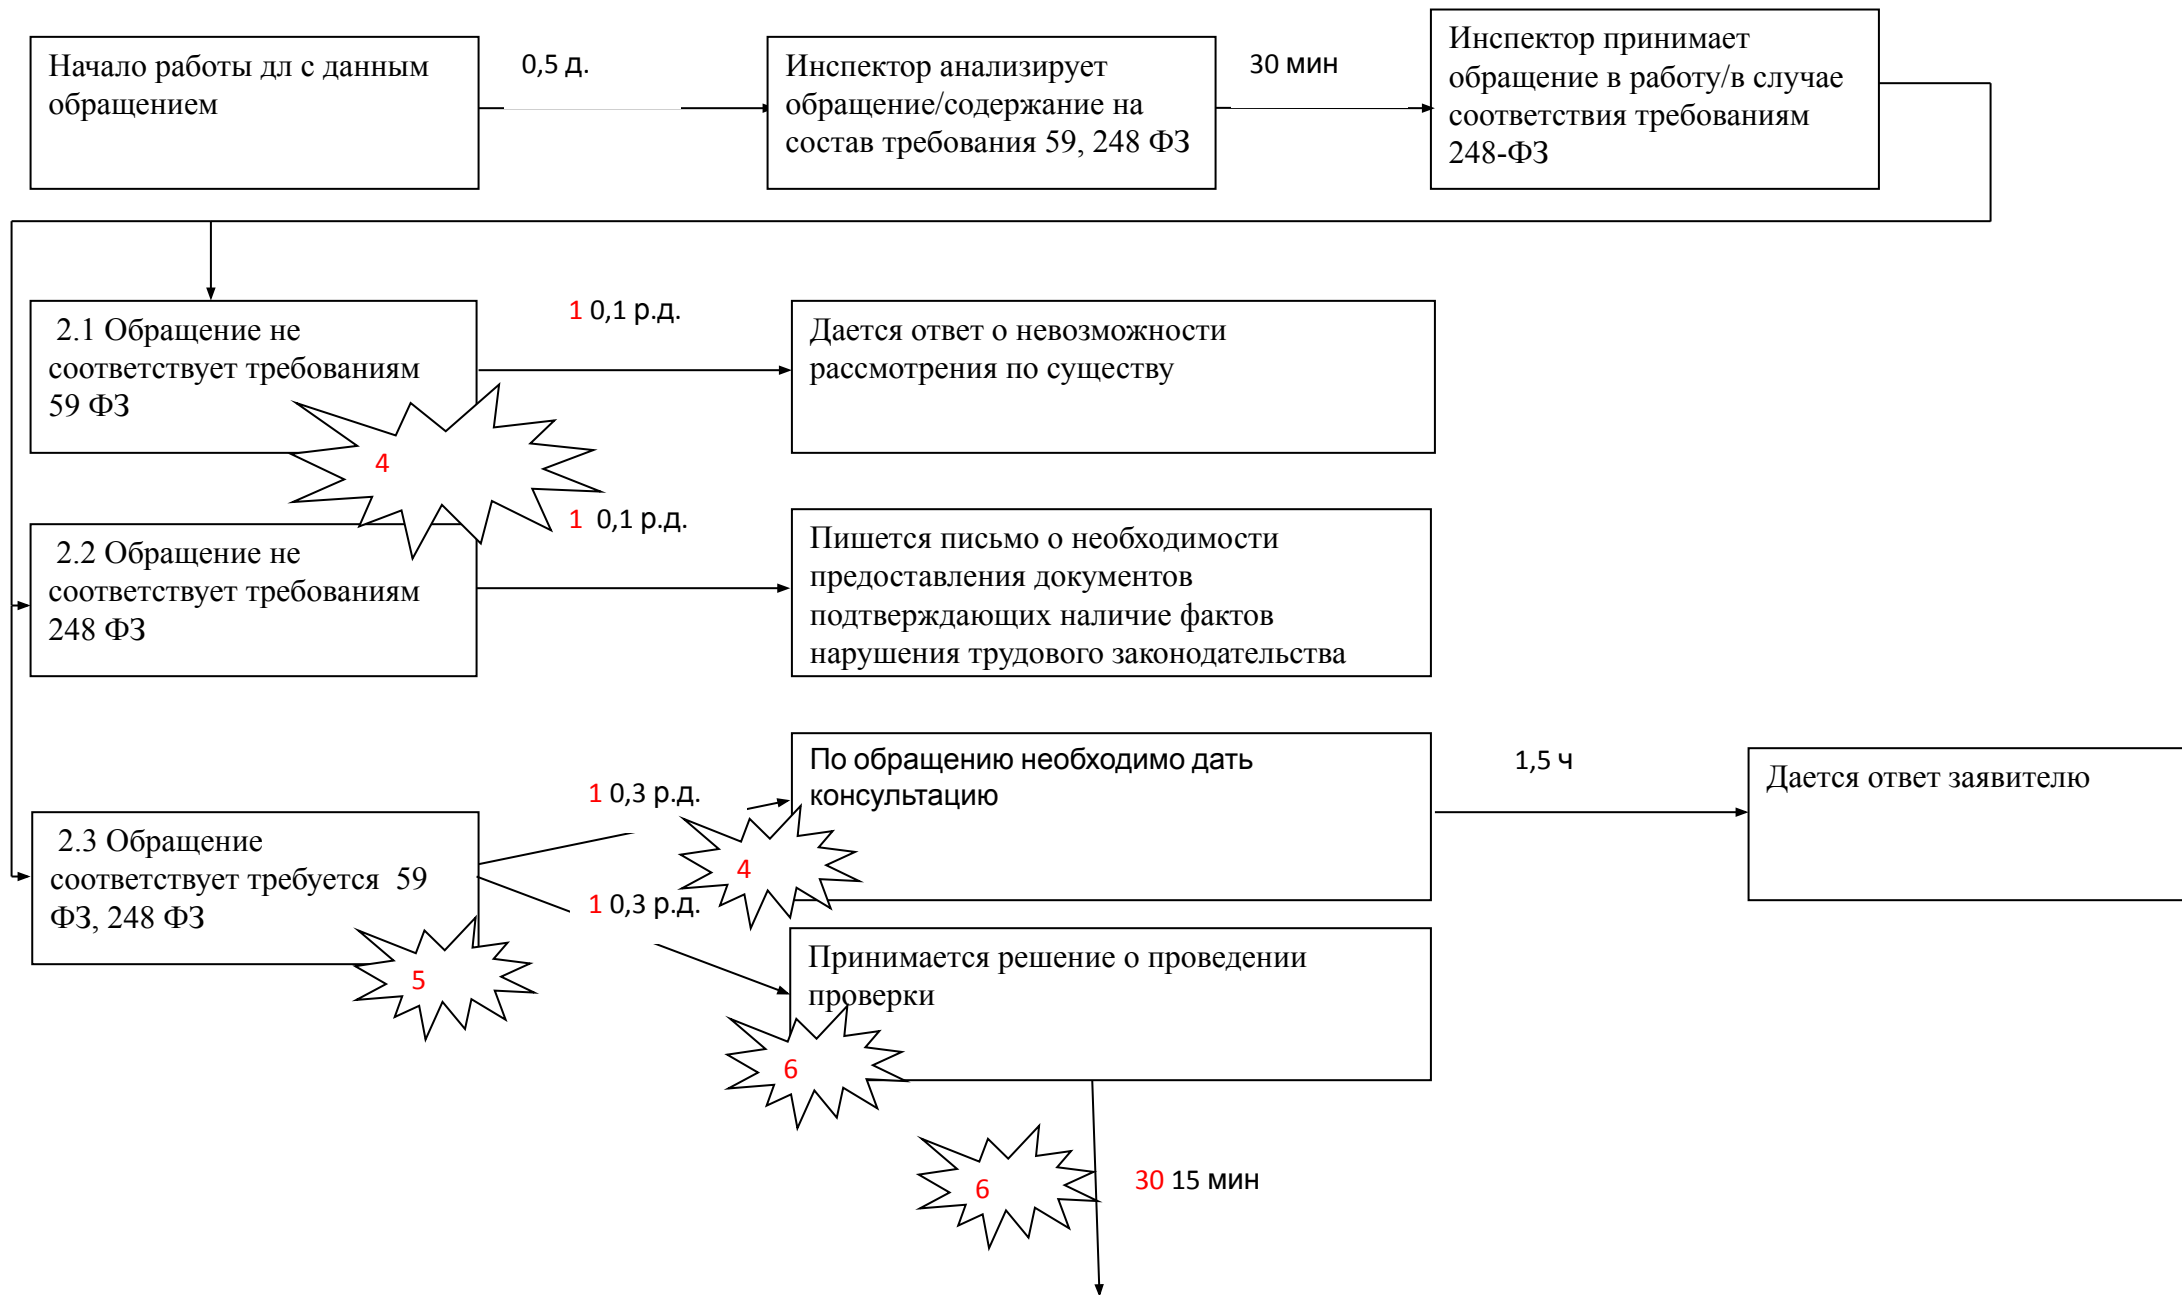 Начало работы дл с данным
обращением
0,5 д.
Инспектор анализирует
обращение/содержание на
состав требования 59, 248 ФЗ
30 мин
Инспектор принимает
обращение в работу/в случае
соответствия требованиям
248-ФЗ
2.1 Обращение не
соответствует требованиям
59 ФЗ
4
1 0,1 р.д.
Дается ответ о невозможности
рассмотрения по существу
2.2 Обращение не
соответствует требованиям
248 ФЗ
1 0,1 р.д.
Пишется письмо о необходимости
предоставления документов
подтверждающих наличие фактов
нарушения трудового законодательства
2.3 Обращение
соответствует требуется 59
ФЗ, 248 ФЗ
5
1 0,3 р.д.
4
По обращению необходимо дать
консультацию
1,5 ч
Дается ответ заявителю
1 0,3 р.д.
Принимается решение о проведении
проверки
6
6
30 15 мин